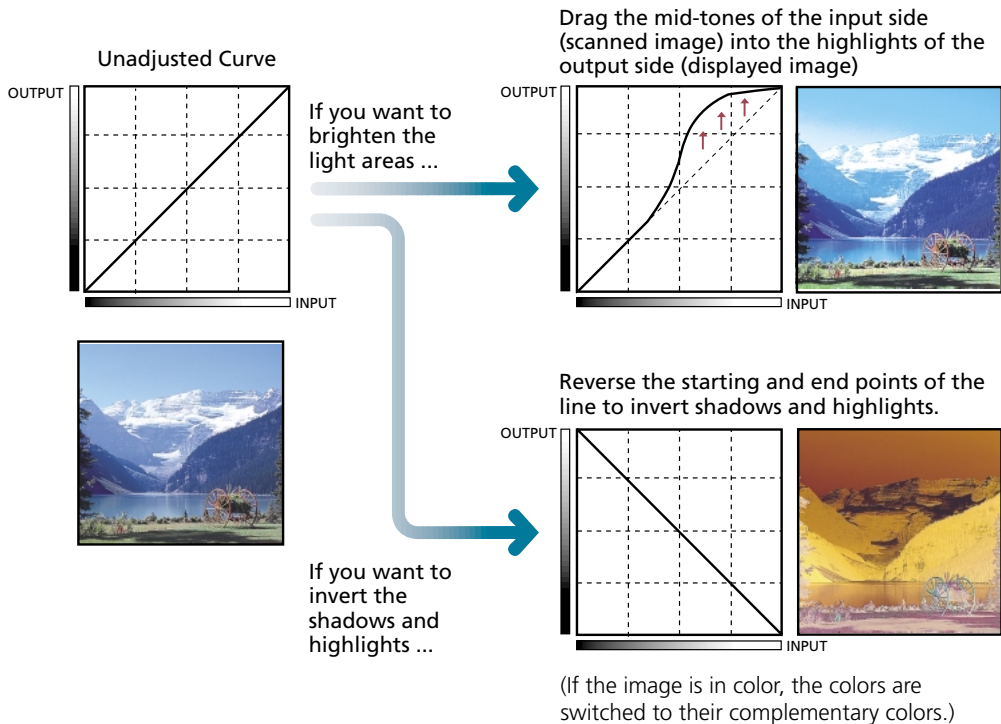 Unadjusted Curve
OUTPUT
INPUT
If you want to
brighten the
light areas ...
Drag the mid-tones of the input side
(scanned image) into the highlights of the
output side (displayed image)
OUTPUT
INPUT
If you want to
invert the
shadows and
highlights ...
Reverse the starting and end points of the
line to invert shadows and highlights.
OUTPUT
INPUT
(If the image is in color, the colors are
switched to their complementary colors.)